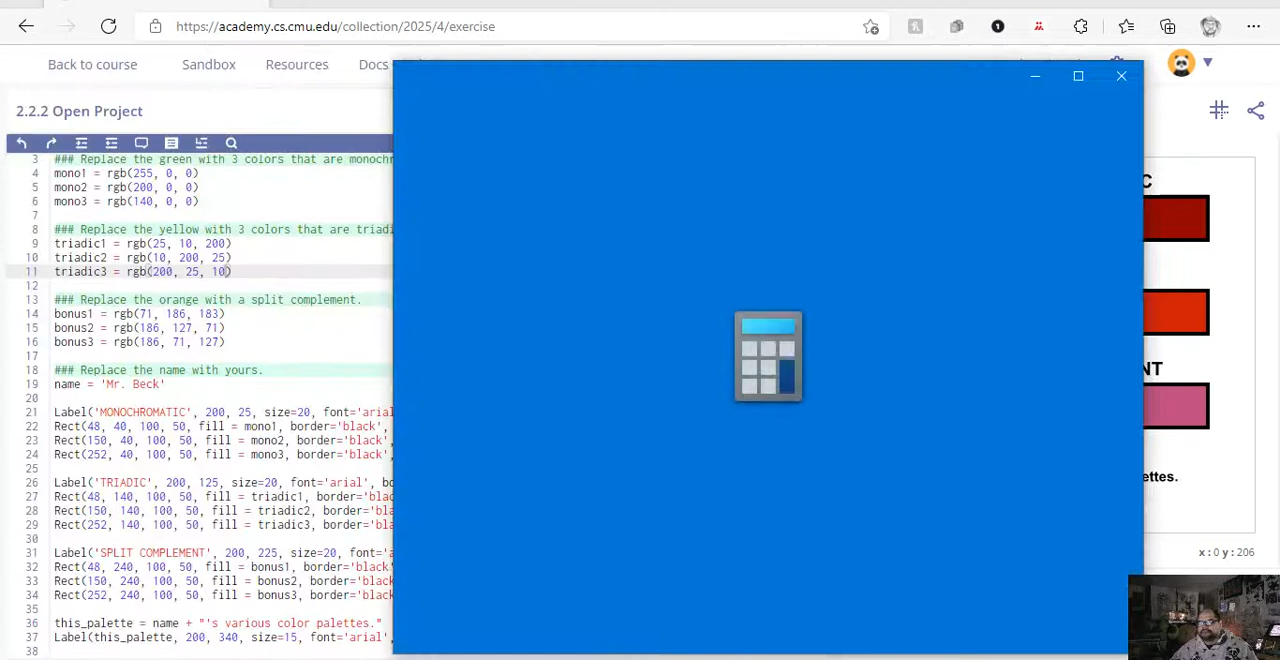 https://academy.cs.cmu.edu/collection/2025/4/exercise
Back to course Sandbox Resources Docs
2.2.2 Open Project
3 ### Replace the green with 3 colors that are monochr
4 mono1 = rgb(255, 0, 0)
5 mono2 = rgb(200, 0, 0)
6 mono3 = rgb(140, 0, 0)
7
8 ### Replace the yellow with 3 colors that are triadi
9 triadic1 = rgb(25, 10, 200)
10 triadic2 = rgb(10, 200, 25)
11 triadic3 = rgb(200, 25, 10)
12
13 ### Replace the orange with a split complement.
14 bonus1 = rgb(71, 186, 183)
15 bonus2 = rgb(186, 127, 71)
16 bonus3 = rgb(186, 71, 127)
17
18 ### Replace the name with yours.
19 name = 'Mr. Beck'
20
21 Label('MONOCHROMATIC', 200, 25, size=20, font='arial
22 Rect(48, 40, 100, 50, fill = mono1, border='black',
23 Rect(150, 40, 100, 50, fill = mono2, border='black',
24 Rect(252, 40, 100, 50, fill = mono3, border='black',
25
26 Label('TRIADIC', 200, 125, size=20, font='arial', bo
27 Rect(48, 140, 100, 50, fill = triadic1, border='blac
28 Rect(150, 140, 100, 50, fill = triadic2, border='bla
29 Rect(252, 140, 100, 50, fill = triadic3, border='bla
30
31 Label('SPLIT COMPLEMENT', 200, 225, size=20, font='a
32 Rect(48, 240, 100, 50, fill = bonus1, border='black'
33 Rect(150, 240, 100, 50, fill = bonus2, border='black
34 Rect(252, 240, 100, 50, fill = bonus3, border='black
35
36 this_palette = name + "'s various color palettes."
37 Label(this_palette, 200, 340, size=15, font='arial',
38
C
NT
ettes.
x : 0 y : 206